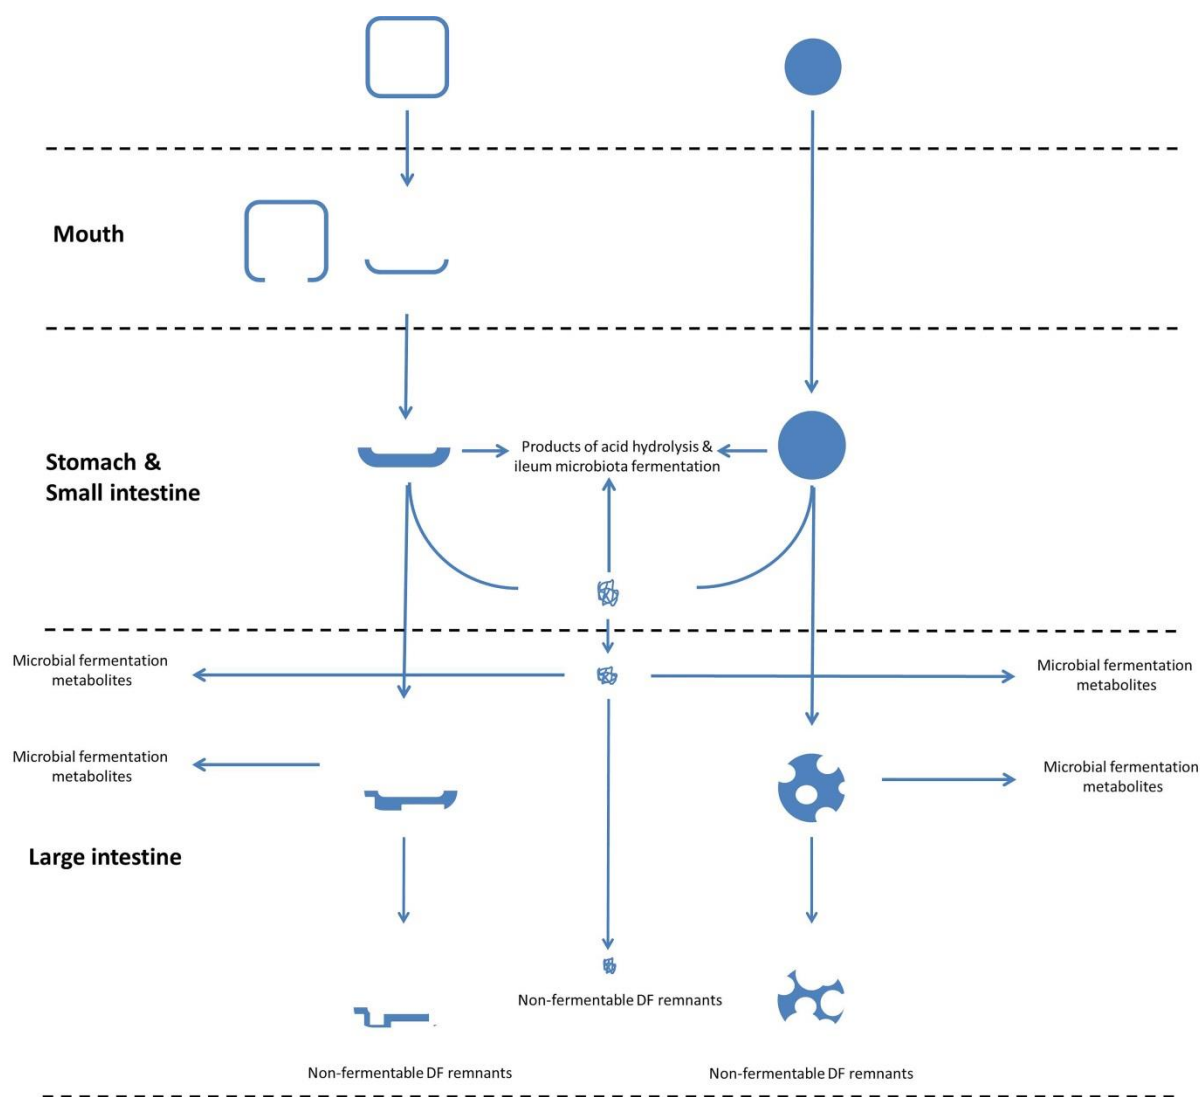 Mouth
Stomach &
Small intestine
Products of acid hydrolysis &
ileum microbiota fermentation
Microbial fermentation
metabolites
Microbial fermentation
metabolites
Microbial fermentation
metabolites
Microbial fermentation
metabolites
Large intestine
Non-fermentable DF remnants
Non-fermentable DF remnants
Non-fermentable DF remnants